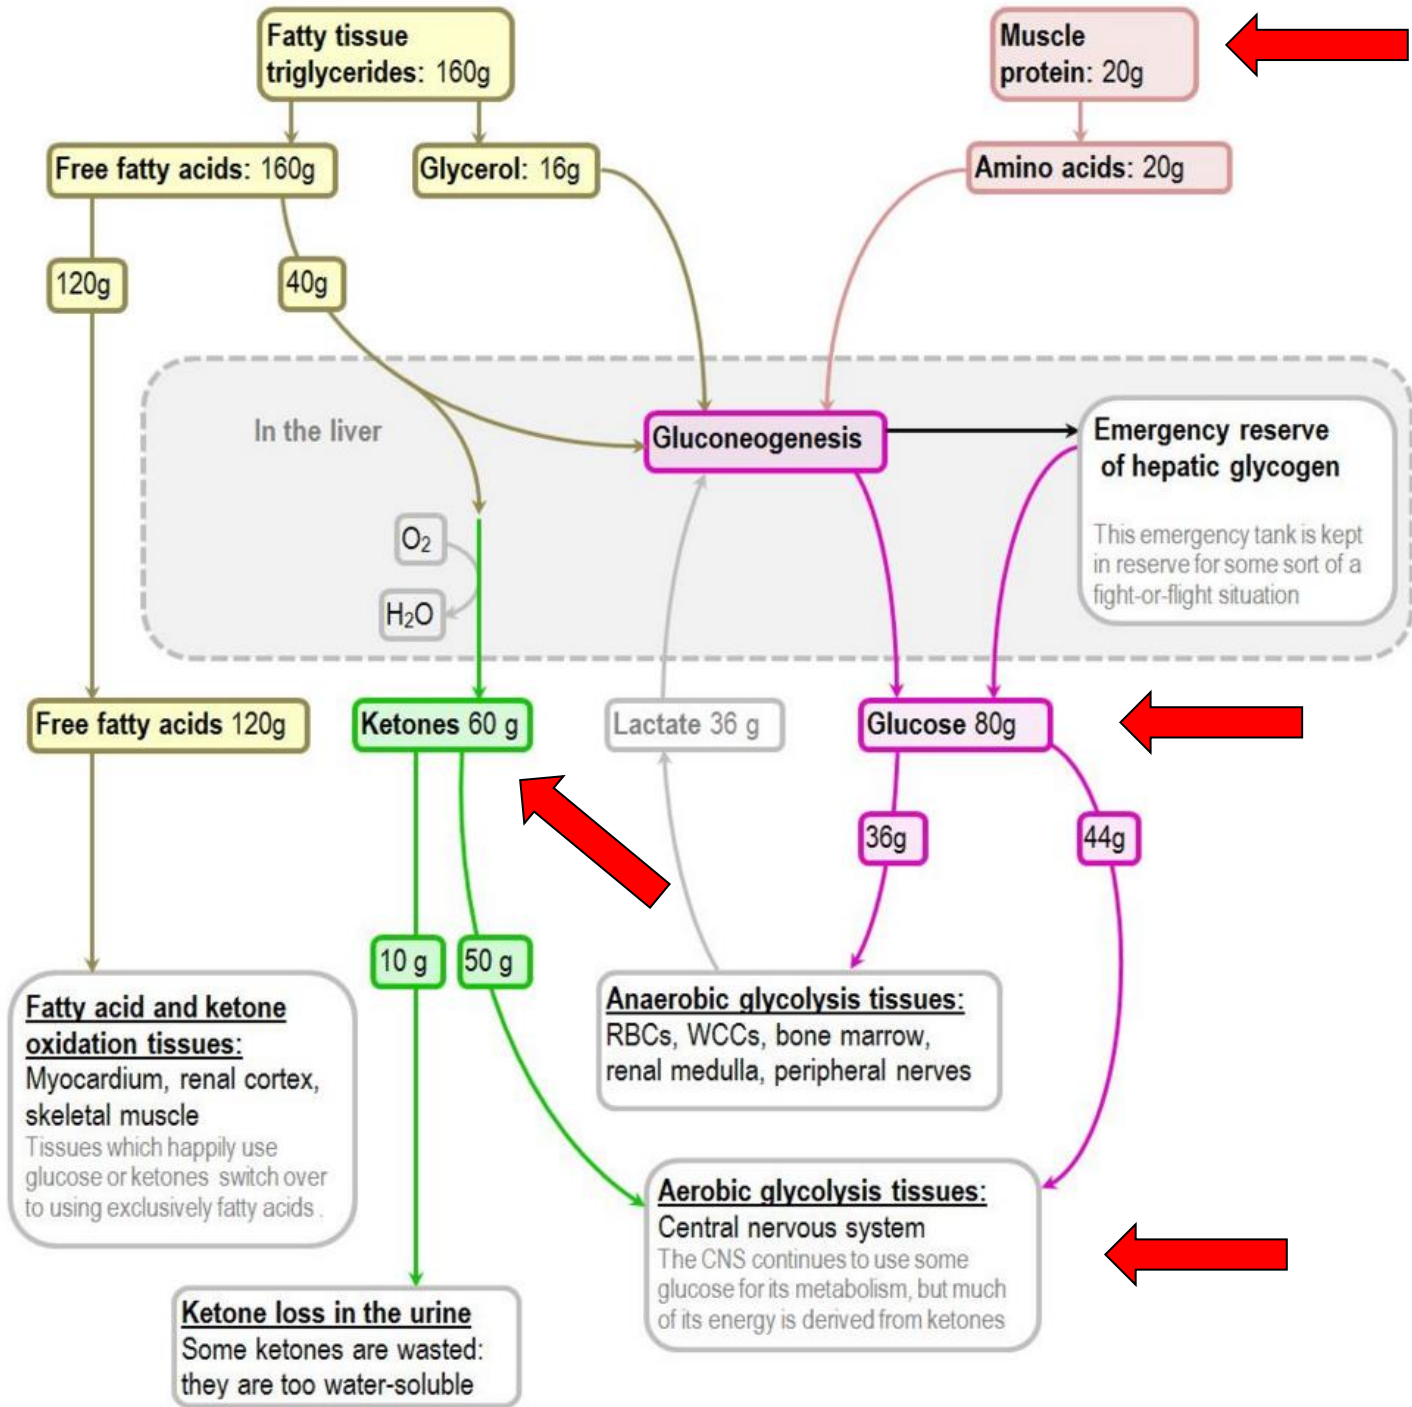 Fatty tissue
triglycerides: 160g
Muscle
protein: 20g
Free fatty acids: 160g
Glycerol: 16g
Amino acids: 20g
120g
40g
In the liver
Gluconeogenesis
Emergency reserve
of hepatic glycogen
This emergency tank is kept
in reserve for some sort of a
fight-or-flight situation
O₂
H₂O
Free fatty acids 120g
Ketones 60 g
Lactate 36 g
Glucose 80g
36g
44g
10 g
50 g
Fatty acid and ketone
oxidation tissues:
Myocardium, renal cortex,
skeletal muscle
Tissues which happily use
glucose or ketones switch over
to using exclusively fatty acids .
Anaerobic glycolysis tissues:
RBCs, WCCs, bone marrow,
renal medulla, peripheral nerves
Aerobic glycolysis tissues:
Central nervous system
The CNS continues to use some
glucose for its metabolism, but much
of its energy is derived from ketones
Ketone loss in the urine
Some ketones are wasted:
they are too water-soluble